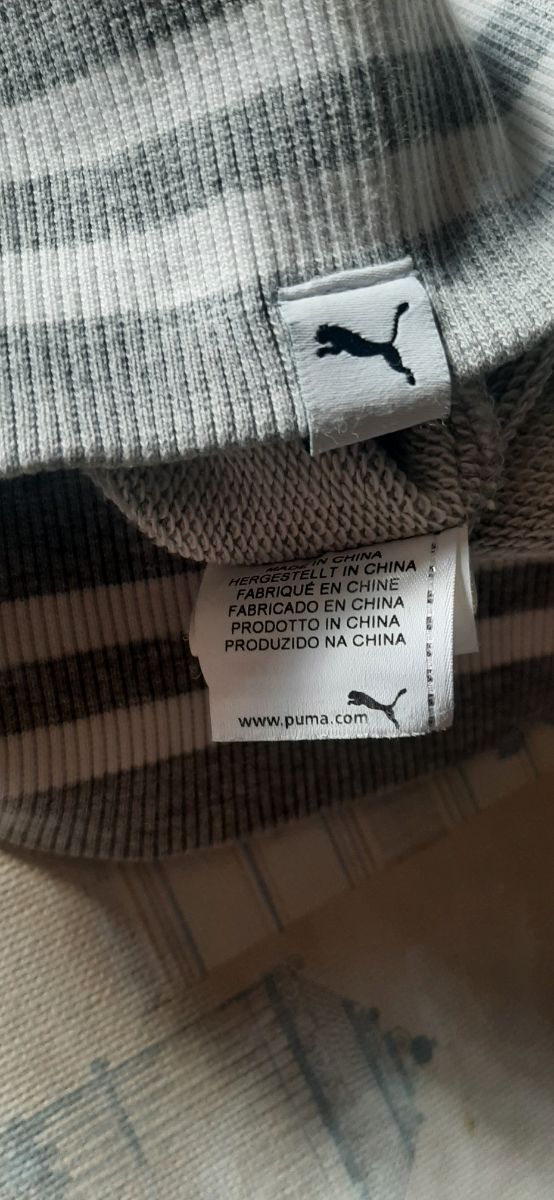 MADE IN CHINA
HERGESTELLT IN CHINA
FABRIQUÉ EN CHINE
FABRICADO EN CHINA
PRODOTTO IN CHINA
PRODUZIDO NA CHINA
www.puma.com